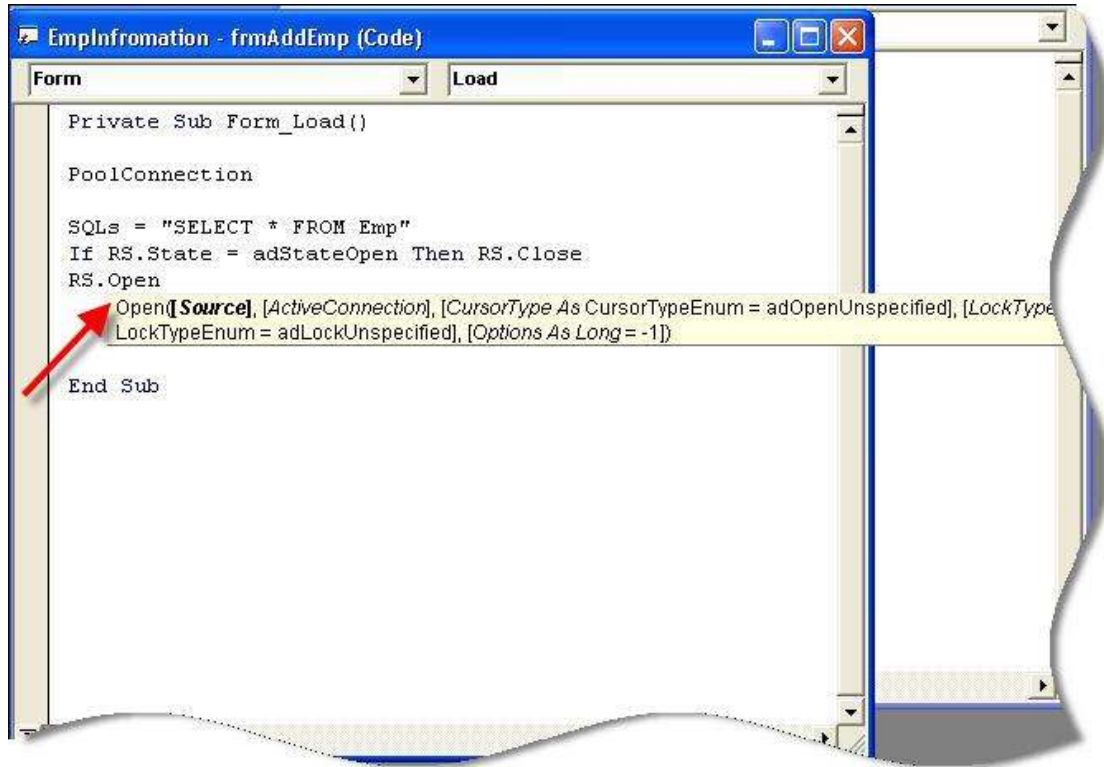 EmpInfromation - frmAddEmp (Code)
Form
Load
Private Sub Form_Load()
PoolConnection
SQLs = "SELECT * FROM Emp"
If RS.State = adStateOpen Then RS.Close
RS.Open
Open([Source], [ActiveConnection], [CursorType As CursorTypeEnum = adOpenUnspecified], [LockType
LockTypeEnum = adLockUnspecified], [Options As Long = -1])
End Sub